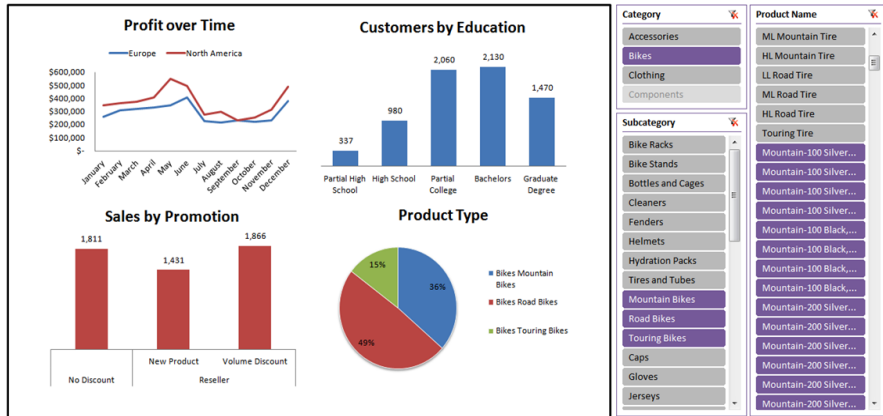 Profit over Time
Europe
North America
$600,000
$500,000
$400,000
$300,000
$200,000
$100,000
$-
January
February
March
April
May
June
July
August
September
October
November
December
Customers by Education
337
980
2,060
2,130
1,470
Partial High School
High School
Partial College
Bachelors
Graduate Degree
Sales by Promotion
1,811
1,431
1,866
New Product
Volume Discount
No Discount
Reseller
Product Type
15%
36%
49%
Bikes Mountain Bikes
Bikes Road Bikes
Bikes Touring Bikes
Category
Accessories
Bikes
Clothing
Components
Subcategory
Bike Racks
Bike Stands
Bottles and Cages
Cleaners
Fenders
Helmets
Hydration Packs
Tires and Tubes
Mountain Bikes
Road Bikes
Touring Bikes
Caps
Gloves
Jerseys
Product Name
ML Mountain Tire
HL Mountain Tire
LL Road Tire
ML Road Tire
HL Road Tire
Touring Tire
Mountain-100 Silver...
Mountain-100 Silver...
Mountain-100 Silver...
Mountain-100 Silver...
Mountain-100 Black,...
Mountain-100 Black,...
Mountain-100 Black,...
Mountain-100 Black,...
Mountain-200 Silver...
Mountain-200 Silver...
Mountain-200 Silver...
Mountain-200 Silver...
Mountain-200 Silver...
Mountain-200 Silver...